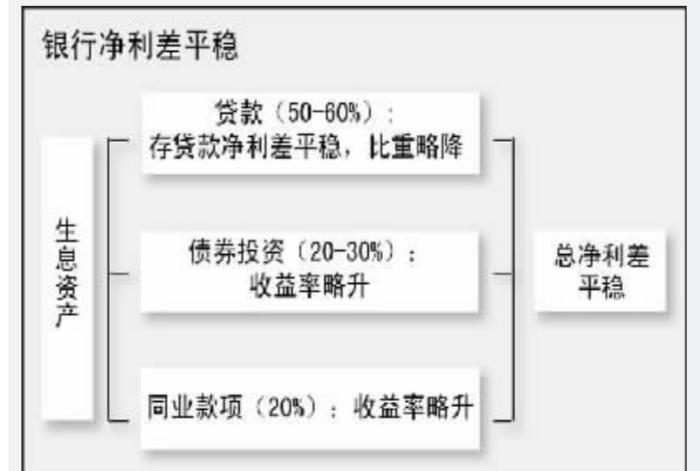 银行净利差平稳
贷款（50-60%）：
存贷款净利差平稳，比重略降
生息资产
债券投资（20-30%）：
收益率略升
总净利差
平稳
同业款项（20%）：收益率略升